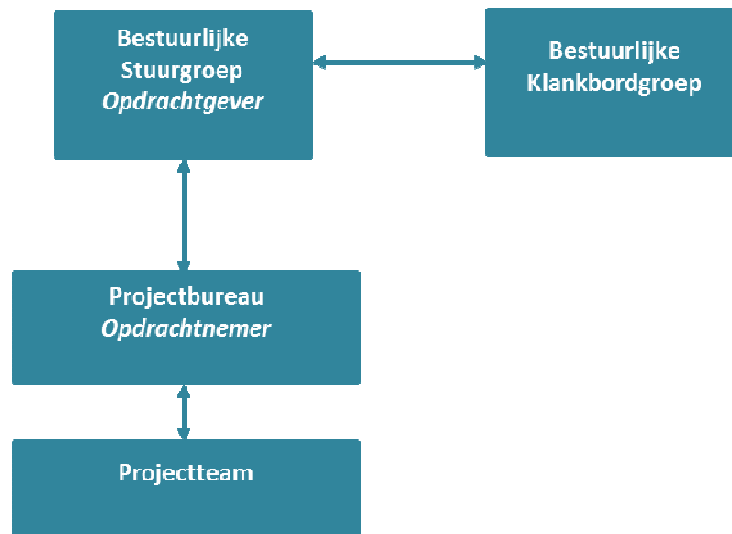 Bestuurlijke
Stuurgroep
Opdrachtgever
Bestuurlijke
Klankbordgroep
Projectbureau
Opdrachtnemer
Projectteam